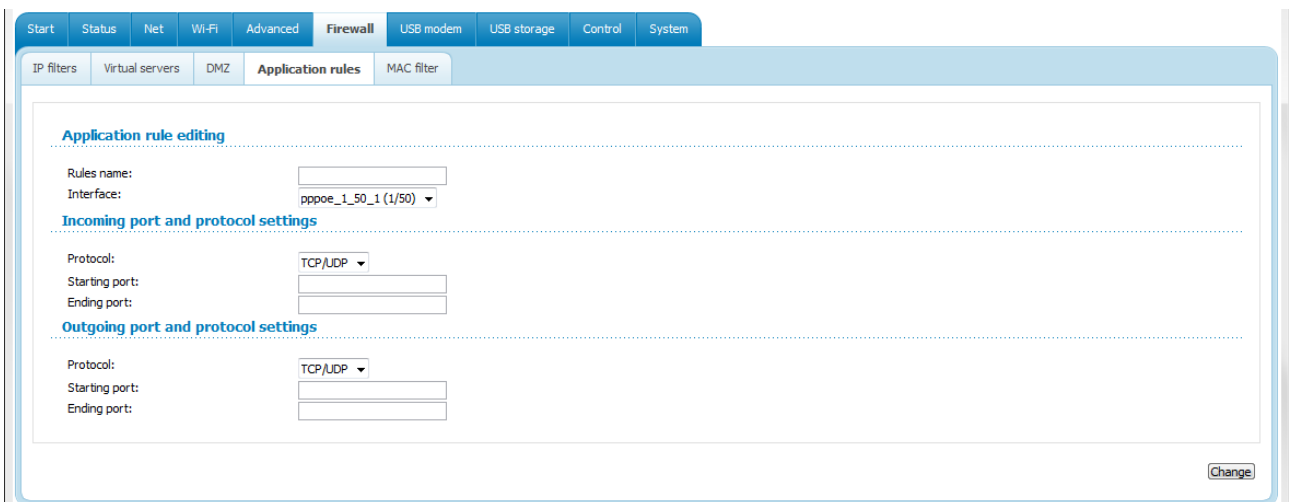 Start Status Net Wi-Fi Advanced Firewall USB modem USB storage Control System
IP filters Virtual servers DMZ Application rules MAC filter
Application rule editing
Rules name:
Interface: pppoe_1_50_1 (1/50)
Incoming port and protocol settings
Protocol: TCP/UDP
Starting port:
Ending port:
Outgoing port and protocol settings
Protocol: TCP/UDP
Starting port:
Ending port:
Change